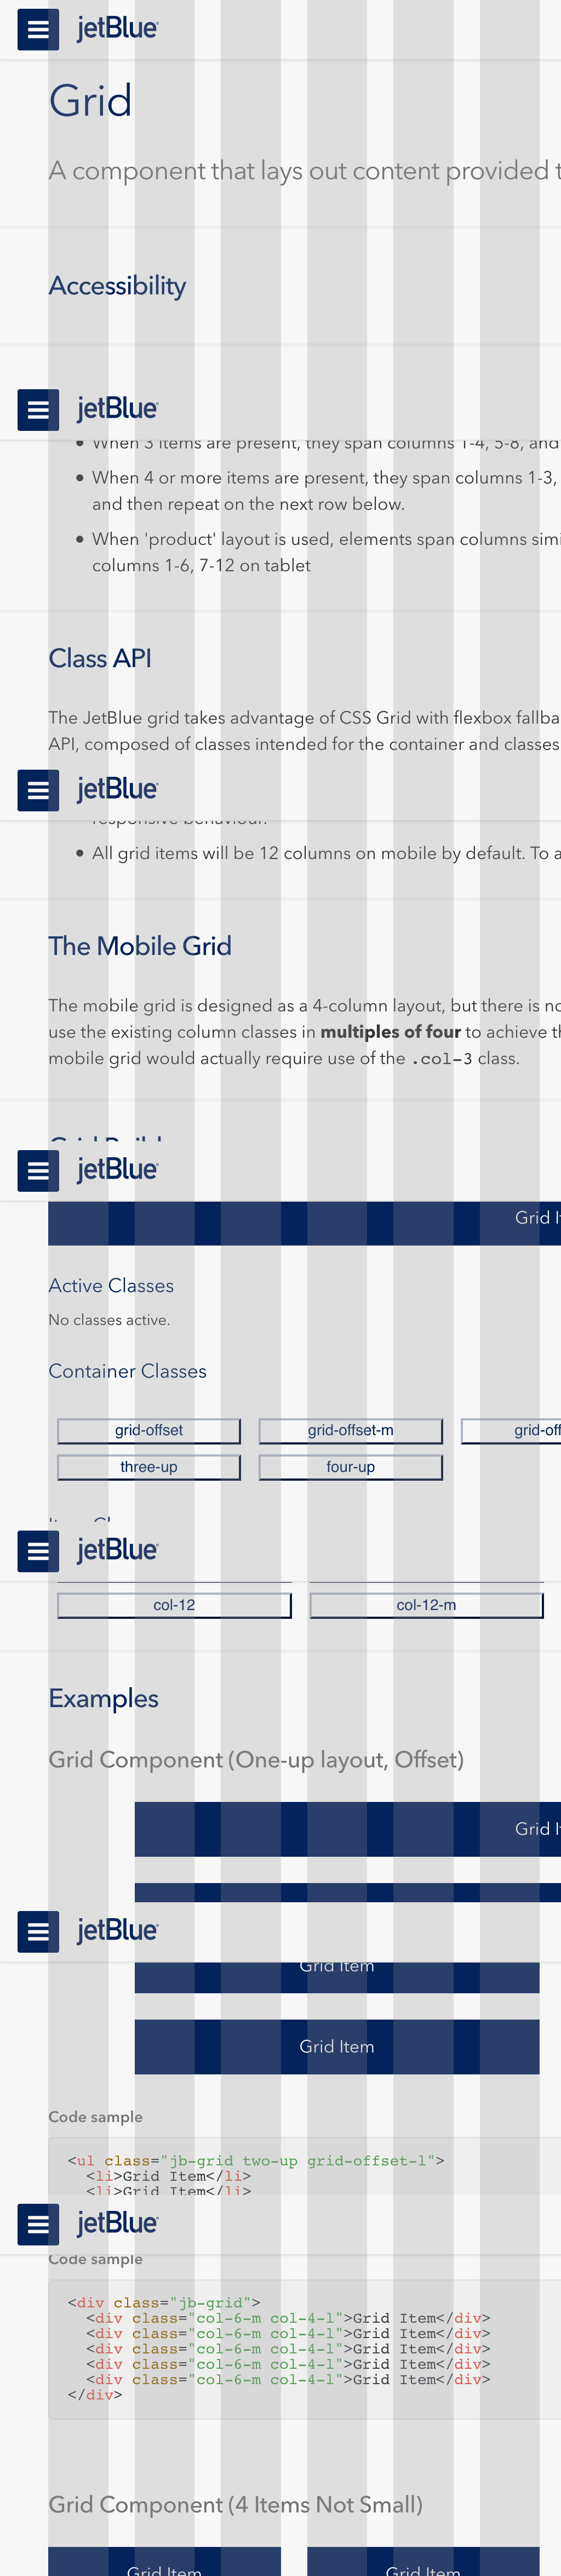 jetBlue
Grid
A component that lays out content provided t
Accessibility
jetBlue
When 3 items are present, they span columns 1-4, 5-8, and
When 4 or more items are present, they span columns 1-3,
and then repeat on the next row below.
When 'product' layout is used, elements span columns simi
columns 1-6, 7-12 on tablet
Class API
The JetBlue grid takes advantage of CSS Grid with flexbox fallba
API, composed of classes intended for the container and classes
jetBlue
responsive behaviour.
All grid items will be 12 columns on mobile by default. To a
The Mobile Grid
The mobile grid is designed as a 4-column layout, but there is no
use the existing column classes in multiples of four to achieve th
mobile grid would actually require use of the .col-3 class.
jetBlue
Grid It
Active Classes
No classes active.
Container Classes
grid-offset grid-offset-m grid-off
three-up four-up
jetBlue
col-12 col-12-m
Examples
Grid Component (One-up layout, Offset)
Grid It
jetBlue
Grid Item
Grid Item
Code sample
<ul class="jb-grid two-up grid-offset-l">
<li>Grid Item</li>
<li>Grid Item</li>
jetBlue
Code sample
<div class="jb-grid">
<div class="col-6-m col-4-l">Grid Item</div>
<div class="col-6-m col-4-l">Grid Item</div>
<div class="col-6-m col-4-l">Grid Item</div>
<div class="col-6-m col-4-l">Grid Item</div>
<div class="col-6-m col-4-l">Grid Item</div>
</div>
Grid Component (4 Items Not Small)
Grid Item Grid Item